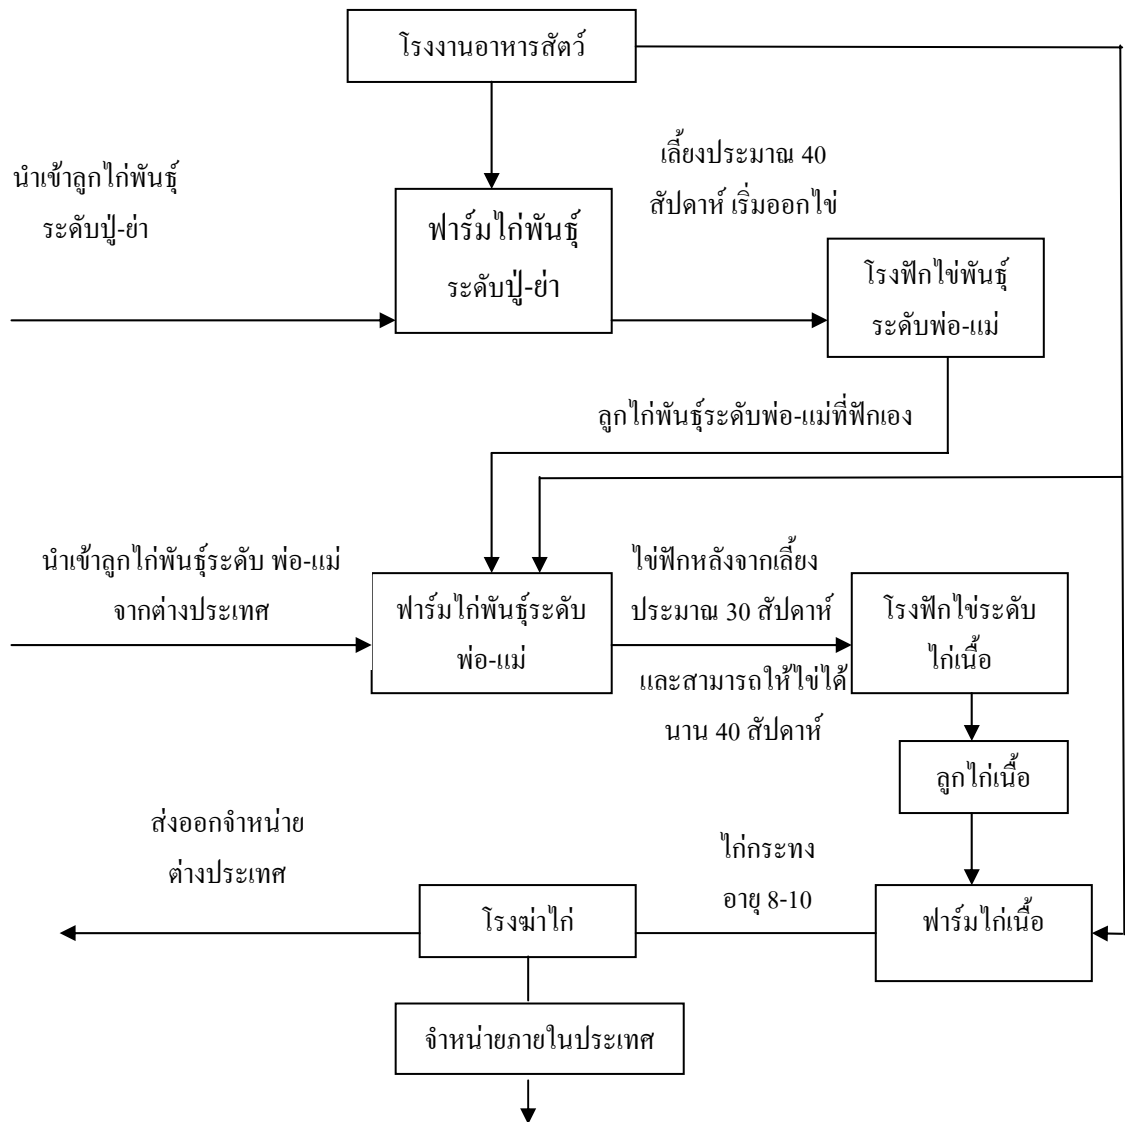 โรงงานอาหารสัตว์
เลี้ยงประมาณ 40
สัปดาห์ เริ่มออกไข่
นำเข้าลูกไก่พันธุ์
ระดับปู่-ย่า
ฟาร์มไก่พันธุ์
ระดับปู่-ย่า
โรงฟักไข่พันธุ์
ระดับพ่อ-แม่
ลูกไก่พันธุ์ระดับพ่อ-แม่ที่ฟักเอง
นำเข้าลูกไก่พันธุ์ระดับ พ่อ-แม่
จากต่างประเทศ
ฟาร์มไก่พันธุ์ระดับ
พ่อ-แม่
ไข่ฟักหลังจากเลี้ยง
ประมาณ 30 สัปดาห์
และสามารถให้ไข่ได้
นาน 40 สัปดาห์
โรงฟักไข่ระดับ
ไก่เนื้อ
ลูกไก่เนื้อ
ส่งออกจำหน่าย
ต่างประเทศ
ไก่กระทง
อายุ 8-10
โรงฆ่าไก่
ฟาร์มไก่เนื้อ
จำหน่ายภายในประเทศ